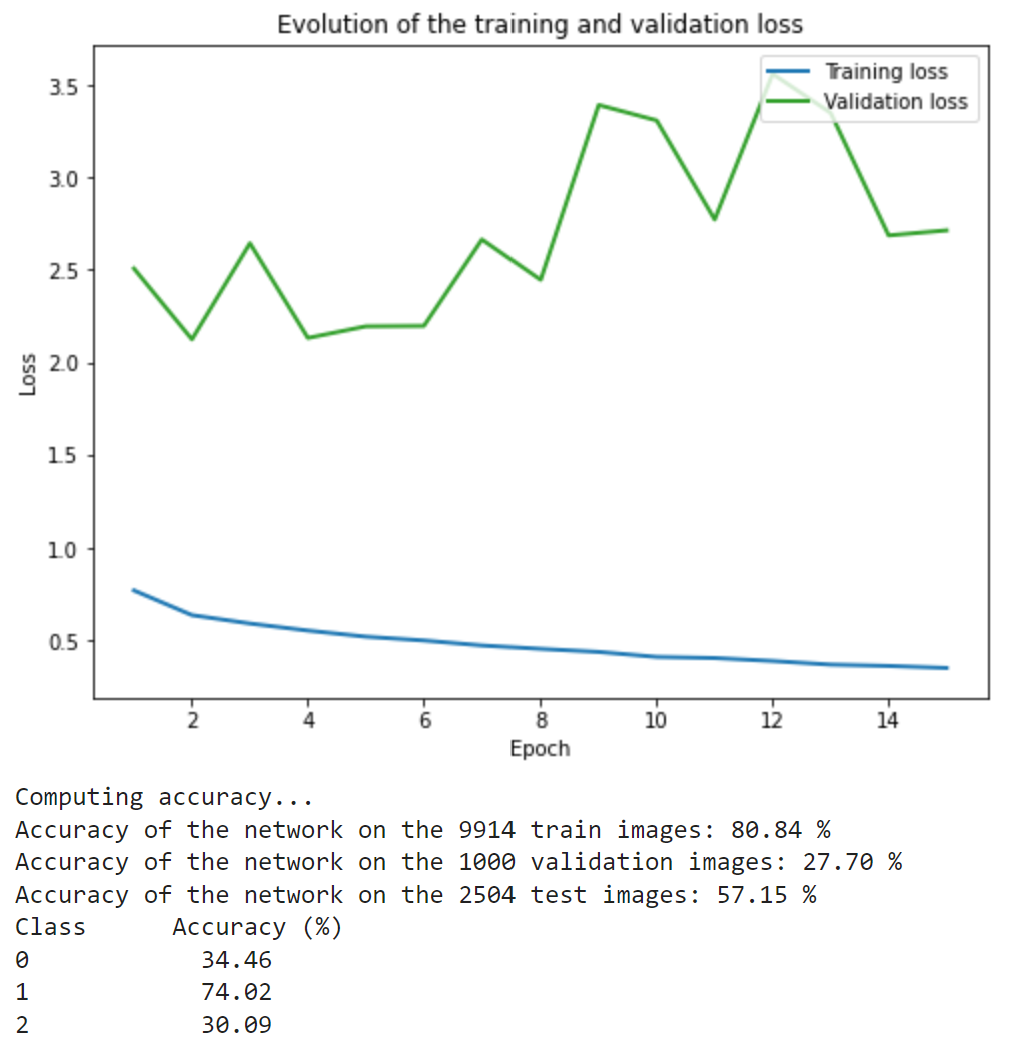 Evolution of the training and validation loss
Training loss
Validation loss
3.5
3.0
2.5
2.0
1.5
1.0
0.5
Loss
2 4 6 8 10 12 14
Epoch
Computing accuracy...
Accuracy of the network on the 9914 train images: 80.84 %
Accuracy of the network on the 1000 validation images: 27.70 %
Accuracy of the network on the 2504 test images: 57.15 %
Class Accuracy (%)
0 34.46
1 74.02
2 30.09